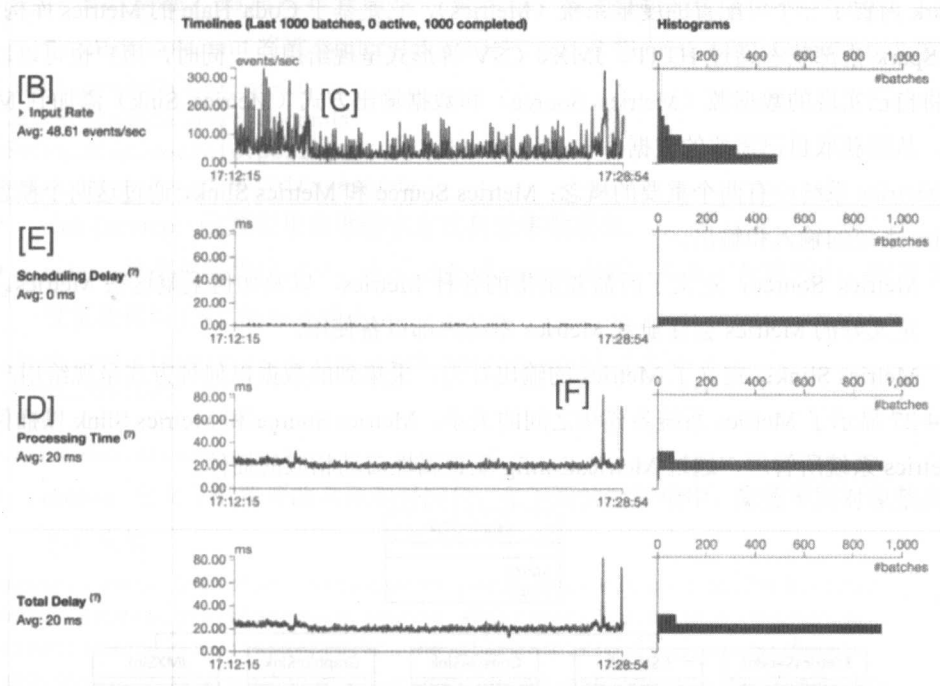 Timelines (Last 1000 batches, 0 active, 1000 completed)
Histograms
[B]
▸ Input Rate
Avg: 48.61 events/sec
events/sec
300.00
200.00
100.00
0.00
[C]
17:12:15
17:28:54
0 200 400 600 800 1,000
#batches
[E]
Scheduling Delay (?)
Avg: 0 ms
ms
80.00
60.00
40.00
20.00
0.00
17:12:15
17:28:54
0 200 400 600 800 1,000
#batches
[D]
Processing Time (?)
Avg: 20 ms
ms
80.00
60.00
40.00
20.00
0.00
[F]
17:12:15
17:28:54
0 200 400 600 800 1,000
#batches
Total Delay (?)
Avg: 20 ms
ms
80.00
60.00
40.00
20.00
0.00
17:12:15
17:28:54
0 200 400 600 800 1,000
#batches